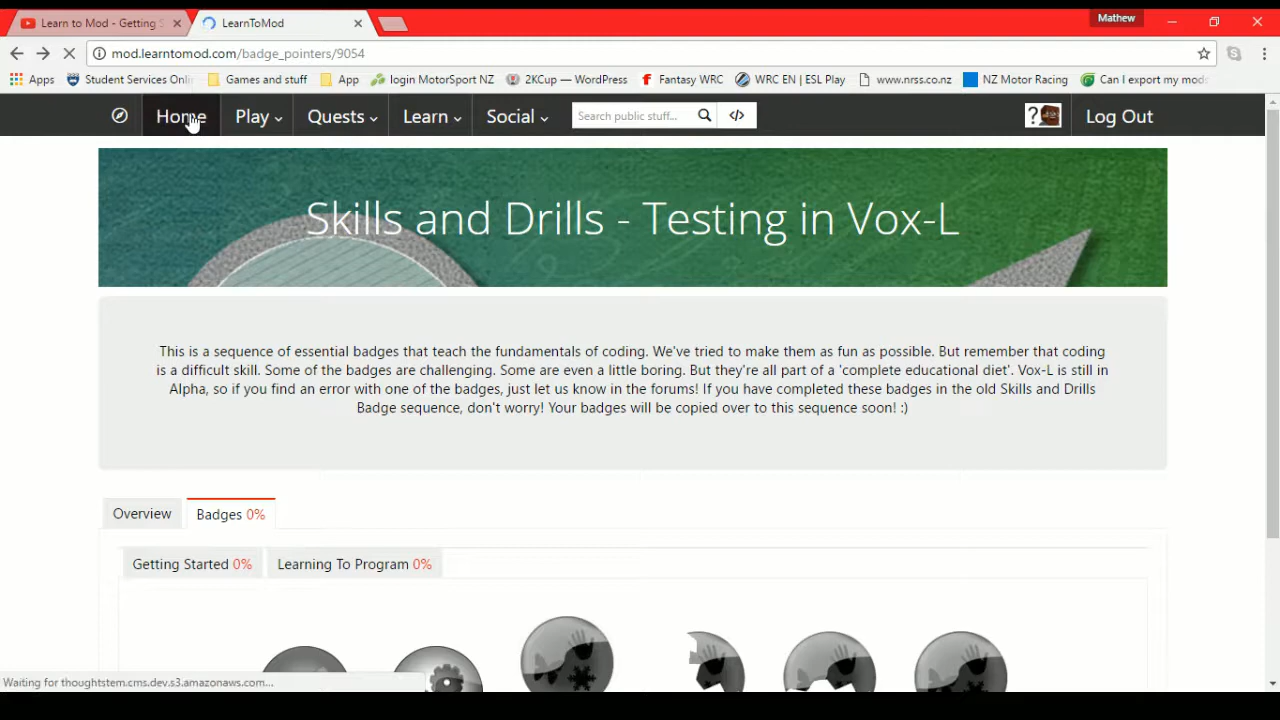 Mathew
Learn to Mod - Getting S
LearnToMod
mod.learntomod.com/badge_pointers/9054
Apps Student Services Onli Games and stuff App login Motorsport NZ 2KCup — WordPress Fantasy WRC WRC EN | ESL Play www.nrss.co.nz NZ Motor Racing Can I export my mods
Home Play Quests Learn Social Search public stuff... </> ? Log Out
Skills and Drills - Testing in Vox-L
This is a sequence of essential badges that teach the fundamentals of coding. We've tried to make them as fun as possible. But remember that coding
is a difficult skill. Some of the badges are challenging. Some are even a little boring. But they're all part of a 'complete educational diet'. Vox-L is still in
Alpha, so if you find an error with one of the badges, just let us know in the forums! If you have completed these badges in the old Skills and Drills
Badge sequence, don't worry! Your badges will be copied over to this sequence soon! :)
Overview Badges 0%
Getting Started 0% Learning To Program 0%
Waiting for thoughtstem.cms.dev.s3.amazonaws.com...